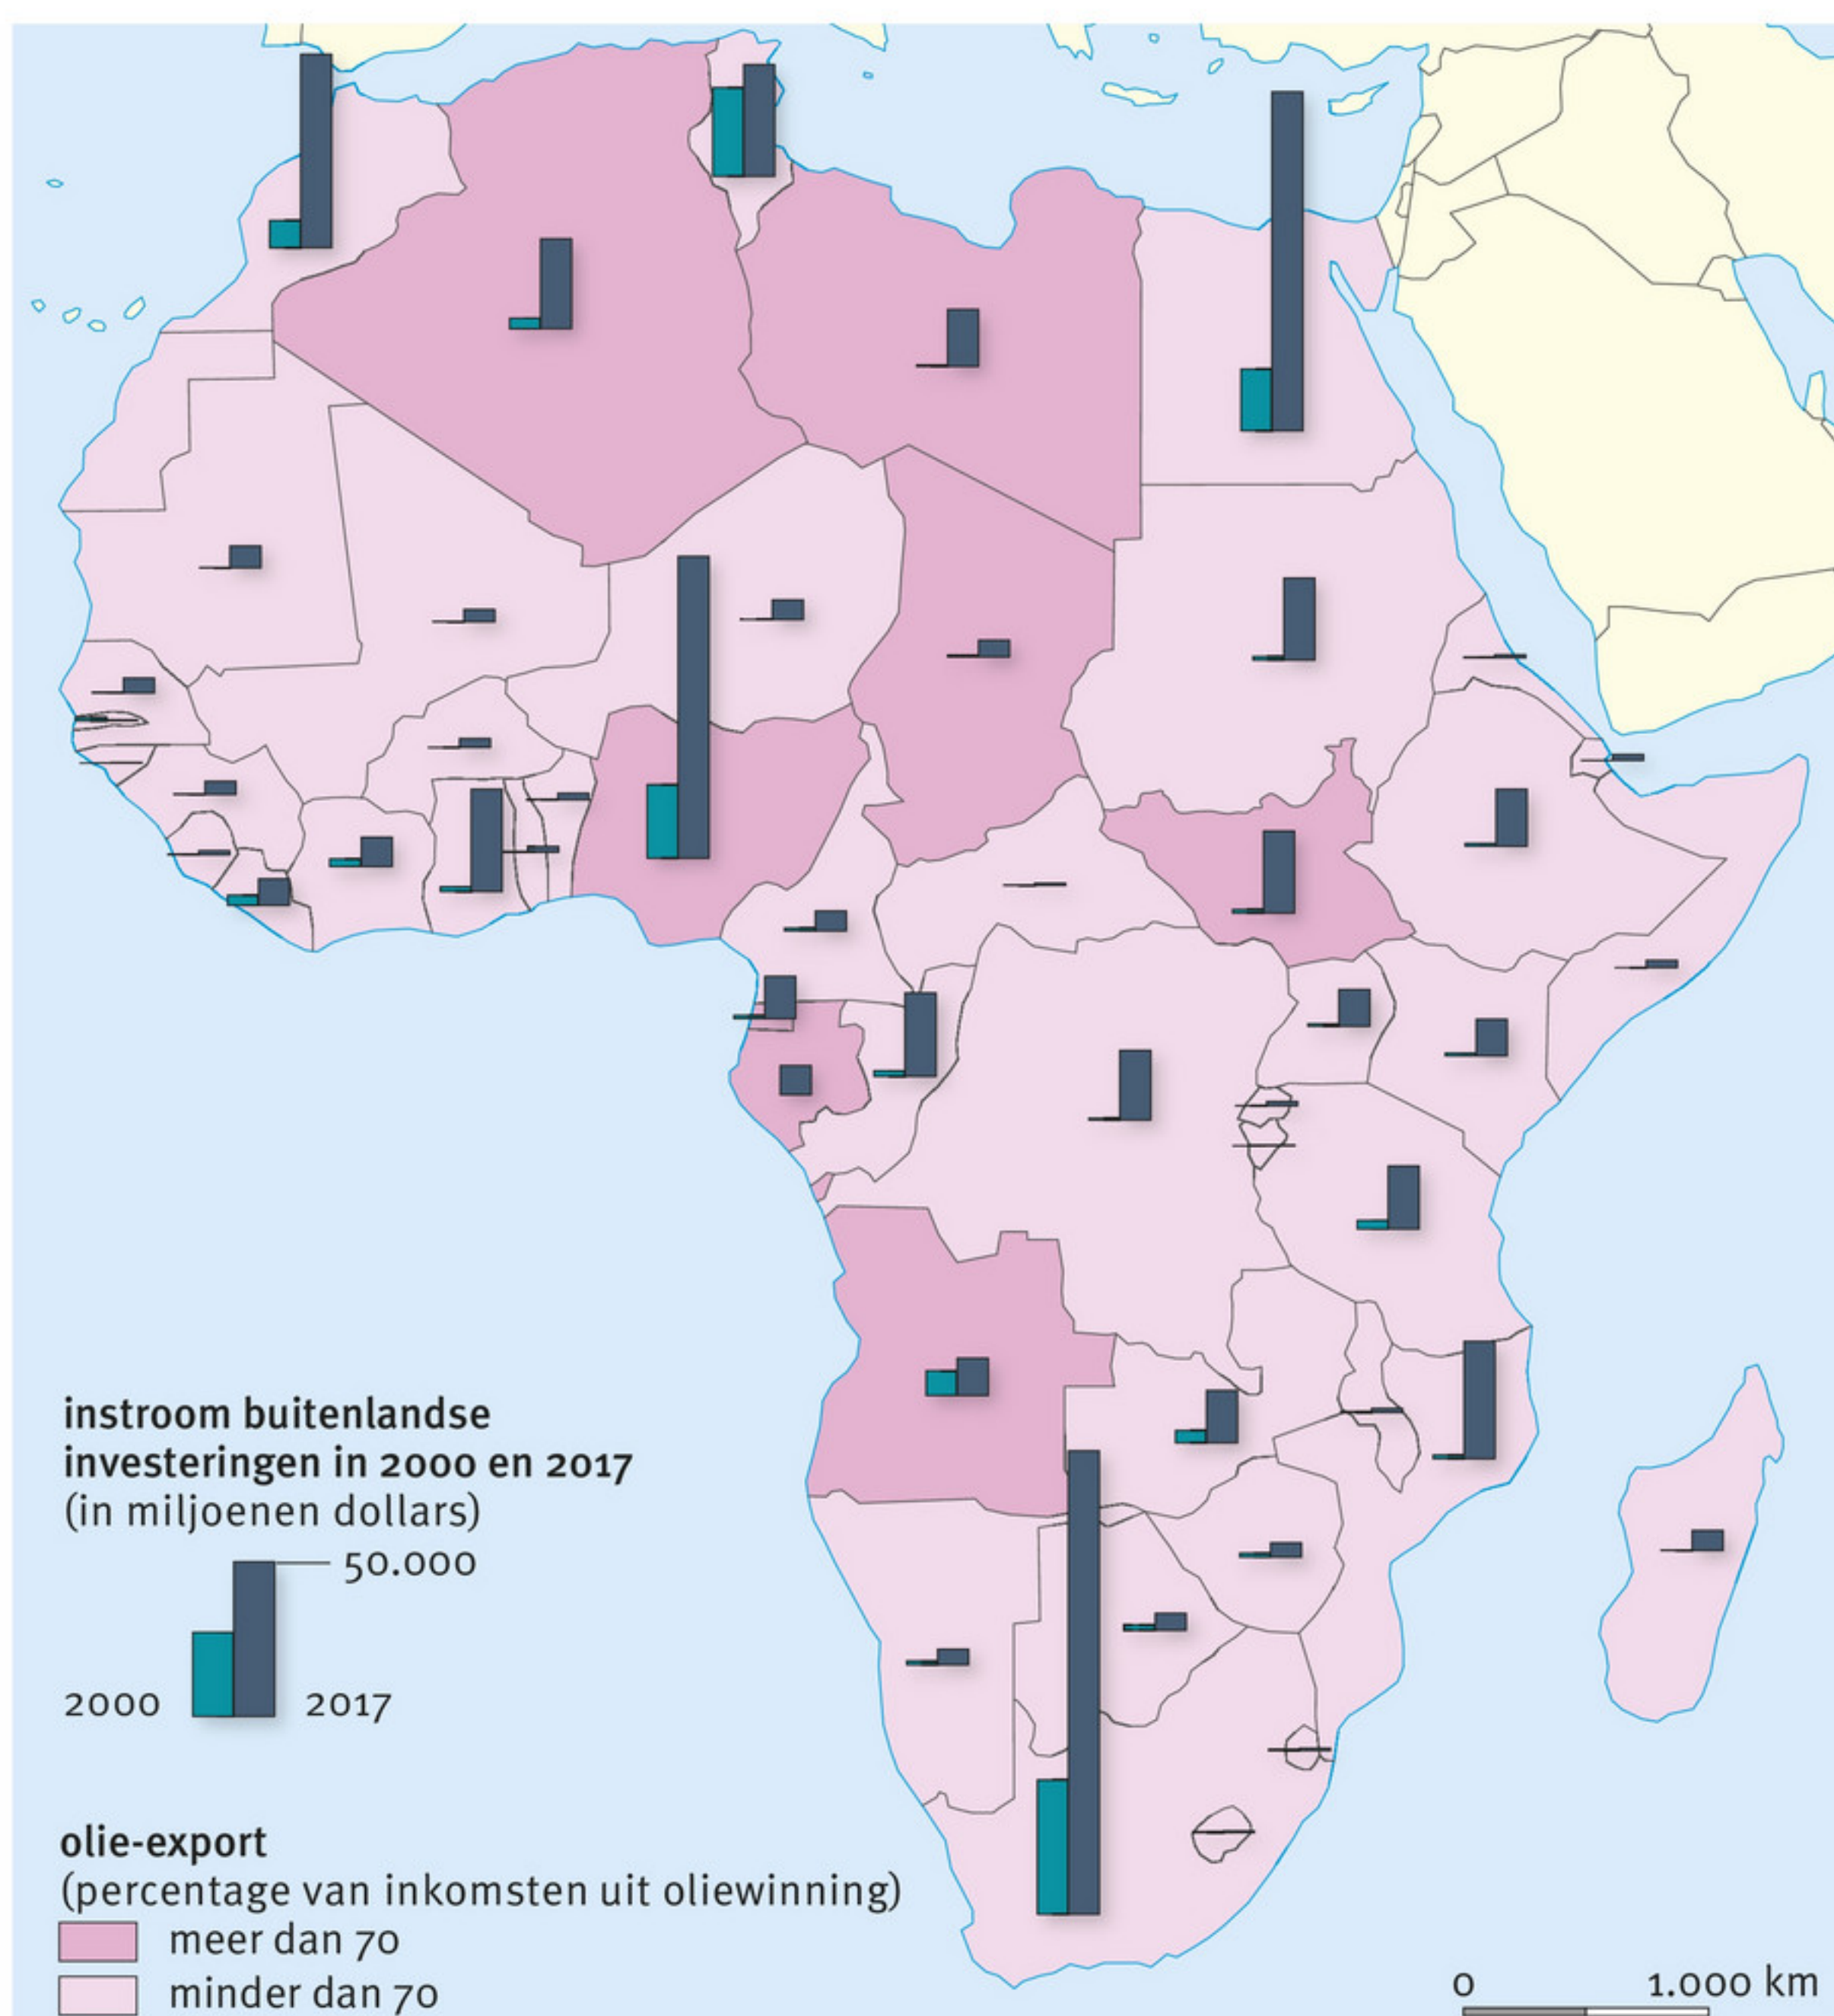 instroom buitenlandse
investeringen in 2000 en 2017
(in miljoenen dollars)
50.000
2000 2017
olie-export
(percentage van inkomsten uit oliewinning)
meer dan 70
minder dan 70
0 1.000 km